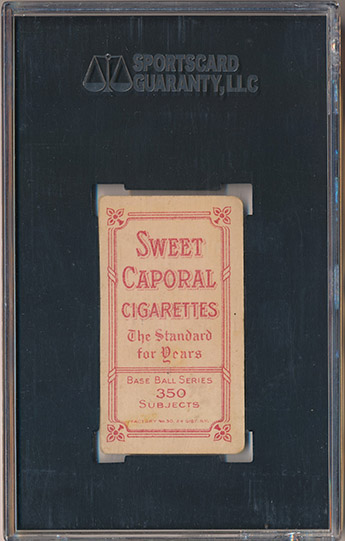 SPORTSCARD
GUARANTY, LLC
SWEET
CAPORAL
CIGARETTES
The Standard
for Years
BASE BALL SERIES
350
SUBJECTS